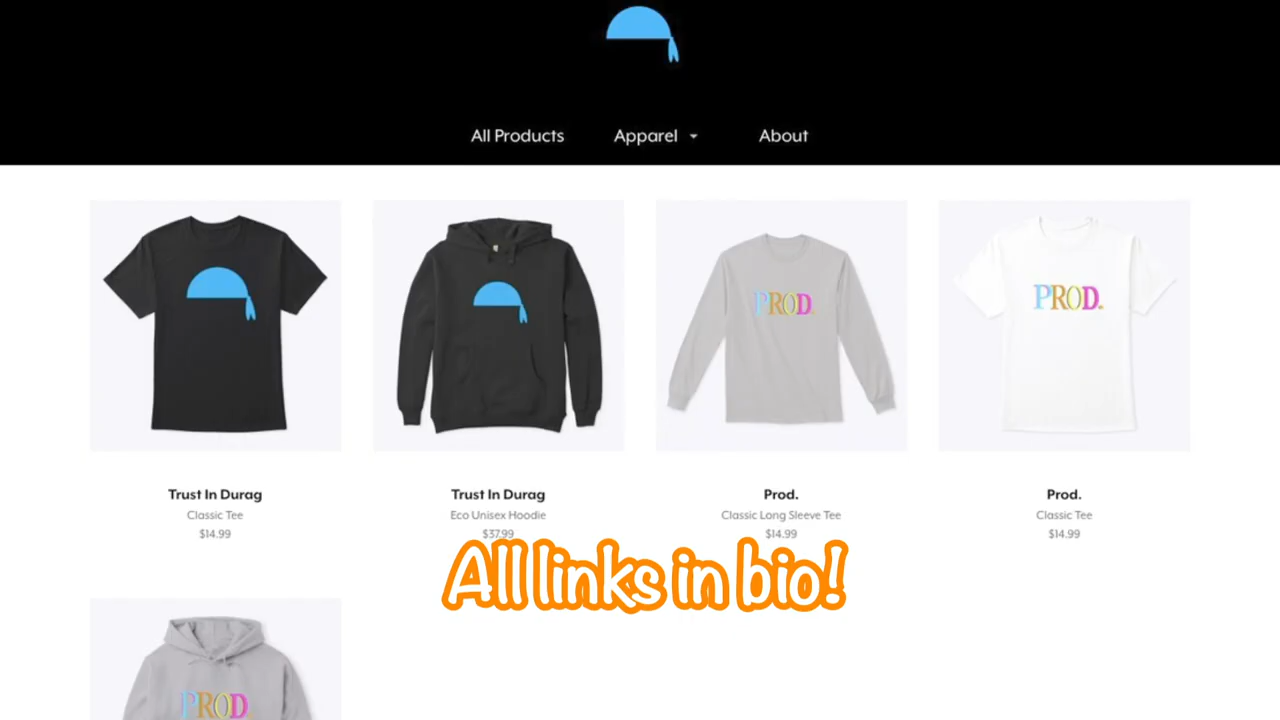 All Products Apparel About
PROD.
PROD.
Trust In Durag
Classic Tee
$14.99
Trust In Durag
Eco Unisex Hoodie
$37.99
Prod.
Classic Long Sleeve Tee
$14.99
Prod.
Classic Tee
$14.99
All links in bio!
PROD.